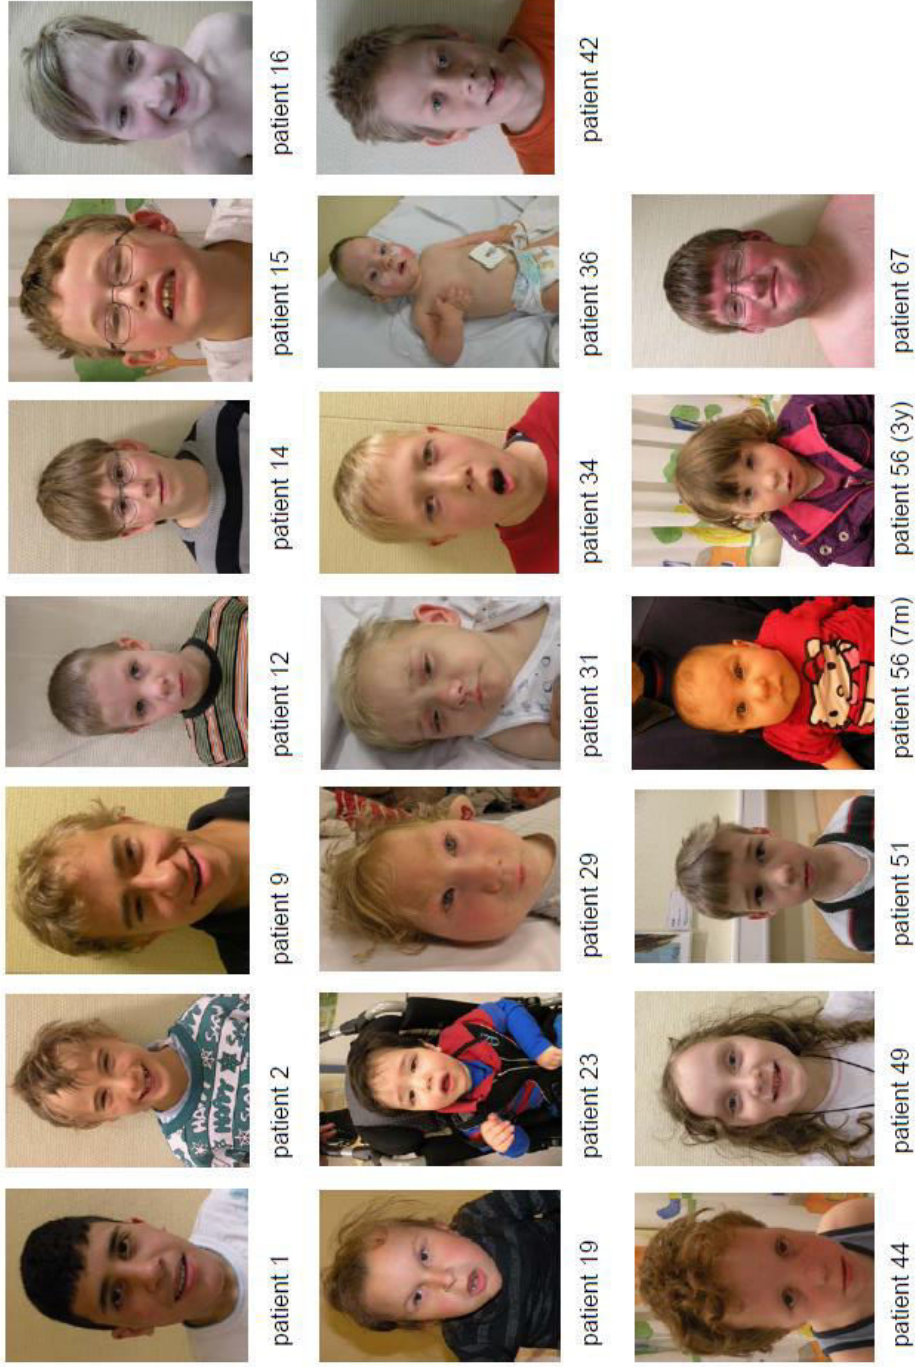 patient 1
patient 2
patient 9
patient 12
patient 14
patient 15
patient 16
patient 19
patient 23
patient 29
patient 31
patient 34
patient 36
patient 42
patient 44
patient 49
patient 51
patient 56 (7m)
patient 56 (3y)
patient 67